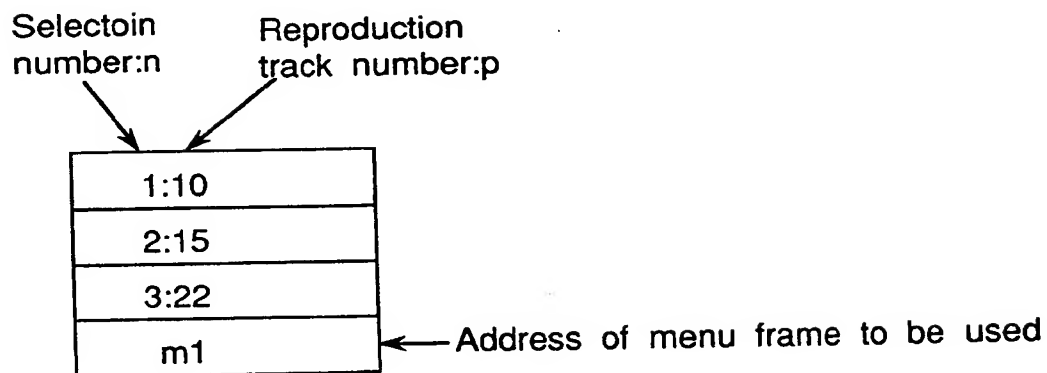 Selectoin
number:n
Reproduction
track number:p
1:10
2:15
3:22
m1
Address of menu frame to be used